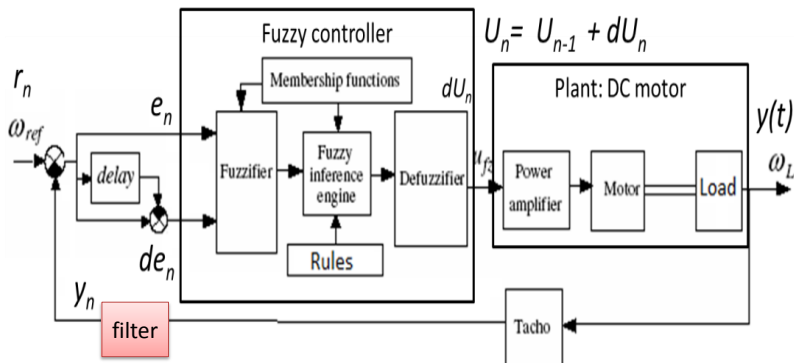 Fuzzy controller
Uₙ= Uₙ₋₁ + dUₙ
rₙ
ωref
eₙ
Membership functions
dUₙ
Plant: DC motor
y(t)
ωL
delay
Fuzzifier
Fuzzy
inference
engine
Defuzzifier
Power
amplifier
Motor
Load
deₙ
Rules
yₙ
filter
Tacho